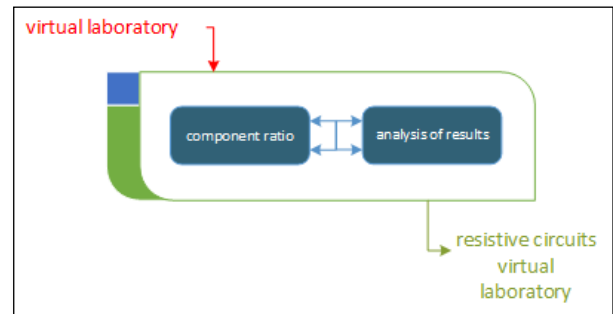 virtual laboratory
component ratio
analysis of results
resistive circuits
virtual
laboratory